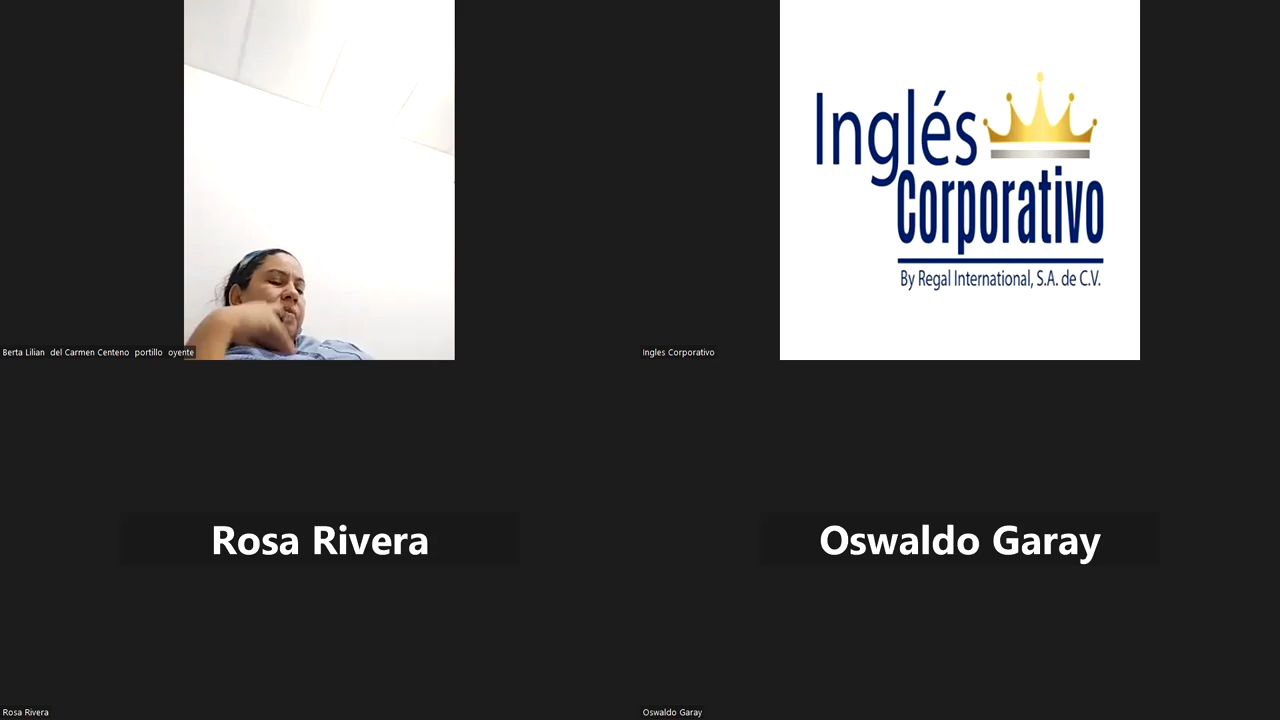 Inglés
Corporativo
By Regal International, S.A. de C.V.
Berta Lilian del Carmen Centeno portillo oyente
Ingles Corporativo
Rosa Rivera
Oswaldo Garay
Rosa Rivera
Oswaldo Garay